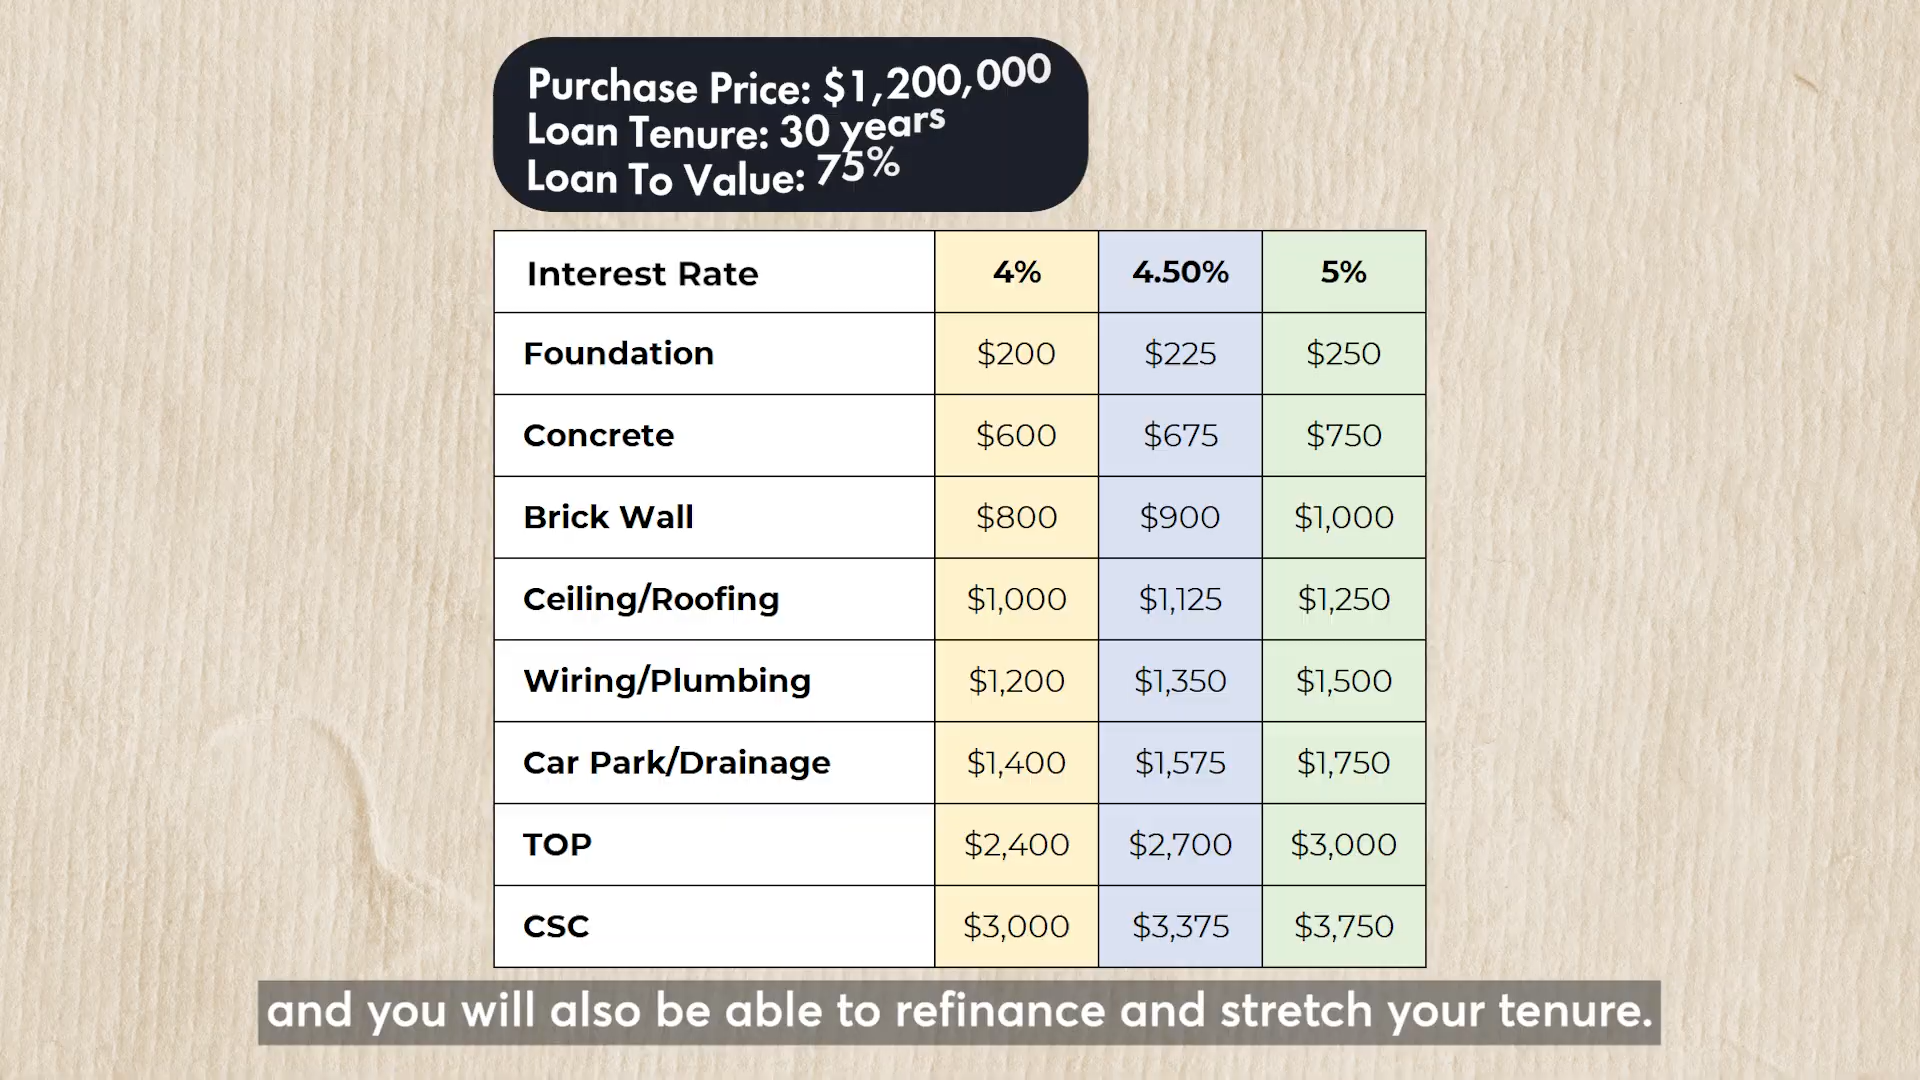 Purchase Price: $1,200,000
Loan Tenure: 30 years
Loan To Value: 75%
Interest Rate 4% 4.50% 5%
Foundation $200 $225 $250
Concrete $600 $675 $750
Brick Wall $800 $900 $1,000
Ceiling/Roofing $1,000 $1,125 $1,250
Wiring/Plumbing $1,200 $1,350 $1,500
Car Park/Drainage $1,400 $1,575 $1,750
TOP $2,400 $2,700 $3,000
CSC $3,000 $3,375 $3,750
and you will also be able to refinance and stretch your tenure.